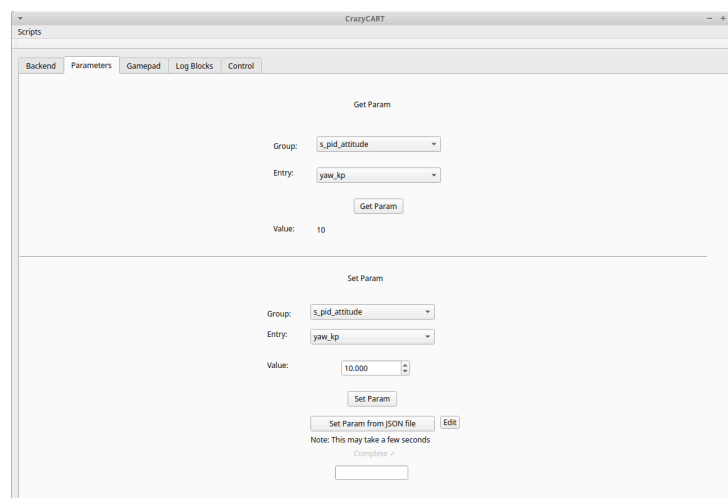 CrazyCART
Scripts
Backend Parameters Gamepad Log Blocks Control
Get Param
Group: s_pid_attitude
Entry: yaw_kp
Get Param
Value: 10
Set Param
Group: s_pid_attitude
Entry: yaw_kp
Value: 10.000
Set Param
Set Param from JSON file Edit
Note: This may take a few seconds
Complete ✓